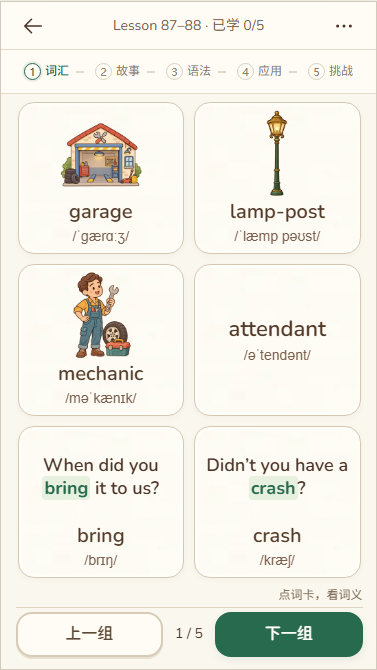 Lesson 87–88 · 已学 0/5
1 词汇 – 2 故事 – 3 语法 – 4 应用 – 5 挑战
garage
/ˈɡærɑːʒ/
lamp-post
/ˈlæmp pəʊst/
mechanic
/məˈkænɪk/
attendant
/əˈtendənt/
When did you
bring it to us?
bring
/brɪŋ/
Didn’t you have a
crash?
crash
/kræʃ/
点词卡，看词义
上一组
1 / 5
下一组